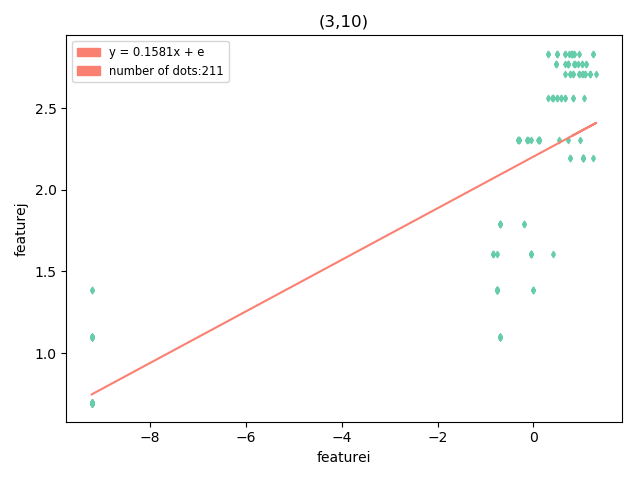 (3,10)
y = 0.1581x + e
number of dots:211
featurej
2.5
2.0
1.5
1.0
−8
−6
−4
−2
0
featurei